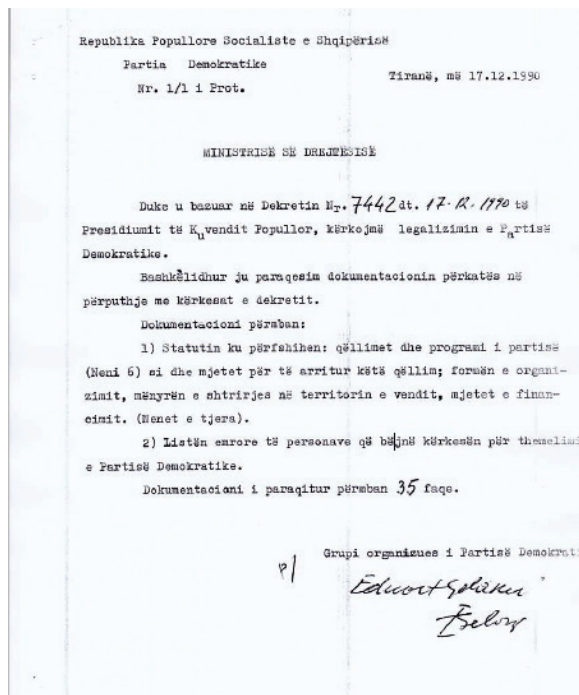 Republika Popullore Socialiste e Shqipërisë
Partia Demokratike
Tiranë, më 17.12.1990
Nr. 1/1 i Prot.
MINISTRISË SË DREJTËSISË
Duke u bazuar në Dekretin Nr. 7442 dt. 17-12.1990 të
Presidiumit të Kuvendit Popullor, kërkojmë legalizimin e Partisë
Demokratike.
Bashkëlidhur ju paraqesim dokumentacionin përkatës në
përputhje me kërkesat e dekretit.
Dokumentacioni përmban:
1) Statutin ku përfshihen: qëllimet dhe programi i partisë
(Neni 6) si dhe mjetet për të arritur këtë qëllim; formën e organi-
zimit, mënyrën e shtrirjes në territorin e vendit, mjetet e finan-
cimit. (Nenet e tjera).
2) Listën emrore të personave që bëjnë kërkesën për themelimi
e Partisë Demokratike.
Dokumentacioni i paraqitur përmban 35 faqe.
Grupi organizues i Partisë Demokrati
P/